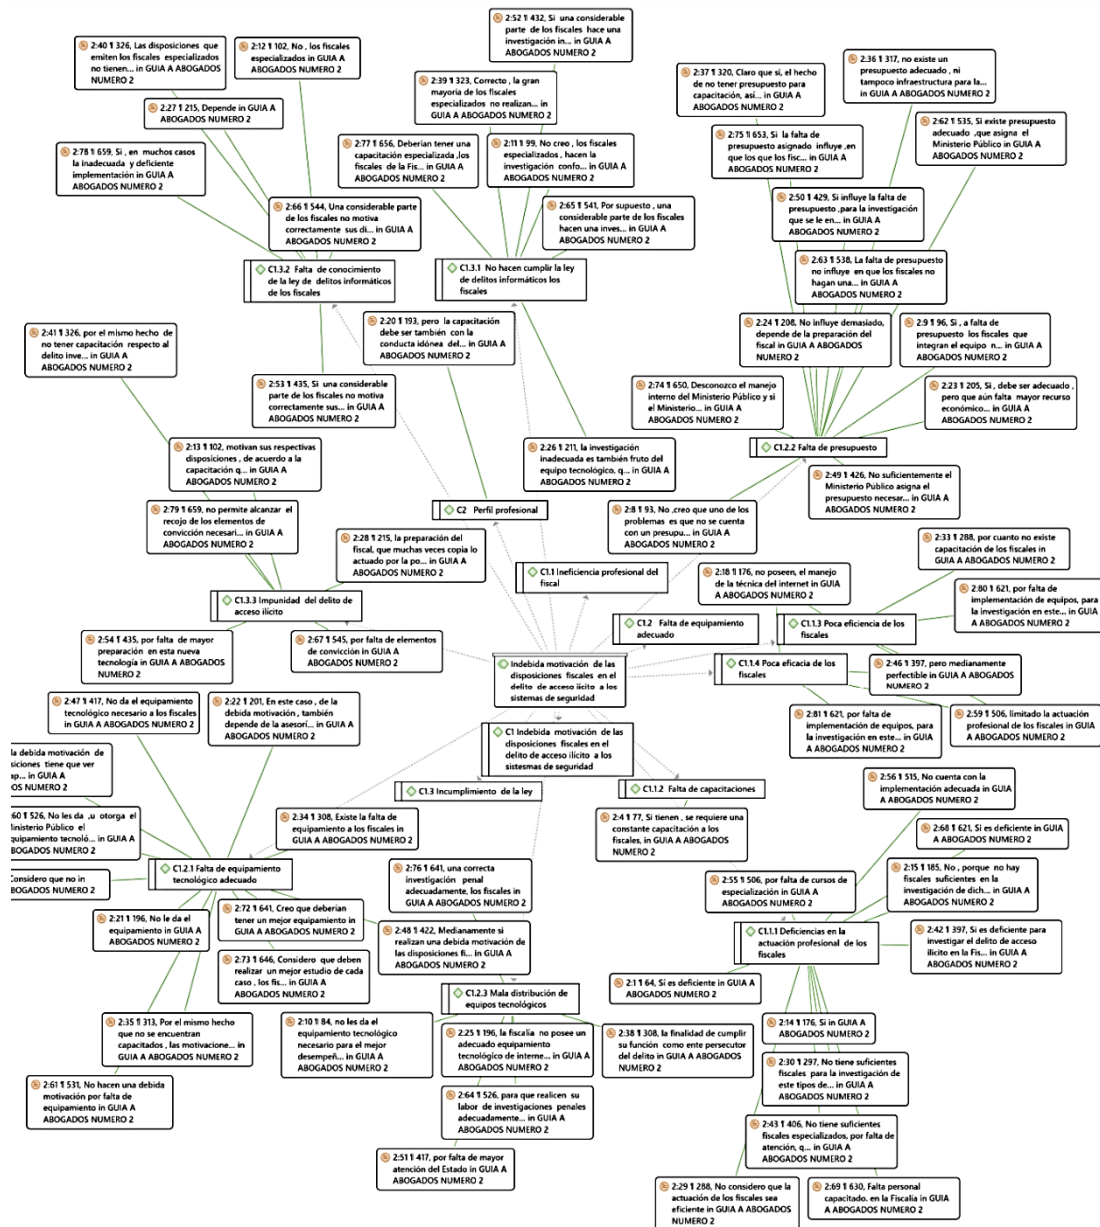 2:52 ¶ 432, Si una considerable
parte de los fiscales hace una
investigación in... in GUIA A
ABOGADOS NUMERO 2
2:40 ¶ 326, Las disposiciones que
emiten los fiscales especializados
no tienen... in GUIA A ABOGADOS
NUMERO 2
2:12 ¶ 102, No , los fiscales
especializados in GUIA A
ABOGADOS NUMERO 2
2:39 ¶ 323, Correcto , la gran
mayoria de los fiscales
especializados no realizan... in
GUIA A ABOGADOS NUMERO 2
2:37 ¶ 320, Claro que sí, el hecho
de no tener presupuesto para
capacitación, así... in GUIA A
ABOGADOS NUMERO 2
2:36 ¶ 317, no existe un
presupuesto adecuado , ni
tampoco infraestructura para la...
in GUIA A ABOGADOS NUMERO 2
2:27 ¶ 215, Depende in GUIA A
ABOGADOS NUMERO 2
2:78 ¶ 659, Si , en muchos casos
la inadecuada y deficiente
implementación in GUIA A
ABOGADOS NUMERO 2
2:77 ¶ 656, Deberían tener una
capacitación especializada ,los
fiscales de la Fis... in GUIA A
ABOGADOS NUMERO 2
2:11 ¶ 99, No creo , los fiscales
especializados , hacen la
investigación confo... in GUIA A
ABOGADOS NUMERO 2
2:75 ¶ 653, Si la falta de
presupuesto asignado influye ,en
que los que los fisc... in GUIA A
ABOGADOS NUMERO 2
2:62 ¶ 535, Si existe presupuesto
adecuado ,que asigna el
Ministerio Público in GUIA A
ABOGADOS NUMERO 2
2:66 ¶ 544, Una considerable parte
de los fiscales no motiva
correctamente sus di... in GUIA A
ABOGADOS NUMERO 2
2:65 ¶ 541, Por supuesto , una
considerable parte de los fiscales
hacen una inves... in GUIA A
ABOGADOS NUMERO 2
2:50 ¶ 429, Si influye la falta de
presupuesto ,para la investigación
que se le en... in GUIA A
ABOGADOS NUMERO 2
2:63 ¶ 538, La falta de presupuesto
no influye en que los fiscales no
hagan una... in GUIA A
ABOGADOS NUMERO 2
C1.3.2 Falta de conocimiento
de la ley de delitos informáticos
de los fiscales
C1.3.1 No hacen cumplir la ley
de delitos informáticos los
fiscales
2:20 ¶ 193, pero la capacitación
debe ser también con la
conducta idónea del... in GUIA A
ABOGADOS NUMERO 2
2:24 ¶ 208, No influye demasiado,
depende de la preparación del
fiscal in GUIA A ABOGADOS
NUMERO 2
2:9 ¶ 96, Si , a falta de
presupuesto los fiscales que
integran el equipo n... in GUIA A
ABOGADOS NUMERO 2
2:41 ¶ 326, por el mismo hecho de
no tener capacitación respecto al
delito inve... in GUIA A ABOGADOS
NUMERO 2
2:53 ¶ 435, Si una considerable
parte de los fiscales no motiva
correctamente sus... in GUIA A
ABOGADOS NUMERO 2
2:74 ¶ 650, Desconozco el manejo
interno del Ministerio Público y si
el Ministerio... in GUIA A
ABOGADOS NUMERO 2
2:23 ¶ 205, Si , debe ser adecuado ,
pero que aún falta mayor recurso
económico... in GUIA A
ABOGADOS NUMERO 2
2:13 ¶ 102, motivan sus respectivas
disposiciones , de acuerdo a la
capacitación q... in GUIA A
ABOGADOS NUMERO 2
2:26 ¶ 211, la investigación
inadecuada es también fruto del
equipo tecnológico, q... in GUIA A
ABOGADOS NUMERO 2
C1.2.2 Falta de presupuesto
2:49 ¶ 426, No suficientemente el
Ministerio Público asigna el
presupuesto necesar... in GUIA A
ABOGADOS NUMERO 2
2:79 ¶ 659, no permite alcanzar el
recojo de los elementos de
convicción necesari... in GUIA A
ABOGADOS NUMERO 2
C2 Perfil profesional
2:8 ¶ 93, No ,creo que uno de los
problemas es que no se cuenta
con un presupu... in GUIA A
ABOGADOS NUMERO 2
2:28 ¶ 215, la preparación del
fiscal, que muchas veces copia lo
actuado por la po... in GUIA A
ABOGADOS NUMERO 2
2:33 ¶ 288, por cuanto no existe
capacitación de los fiscales in
GUIA A ABOGADOS NUMERO 2
C1.1 Ineficiencia profesional del
fiscal
2:18 ¶ 176, no poseen, el manejo
de la técnica del internet in GUIA
A ABOGADOS NUMERO 2
2:80 ¶ 621, por falta de
implementación de equipos, para
la investigación en este... in GUIA
A ABOGADOS NUMERO 2
C1.3.3 Impunidad del delito de
acceso ilícito
C1.2 Falta de equipamiento
adecuado
C1.1.3 Poca eficiencia de los
fiscales
2:54 ¶ 435, por falta de mayor
preparación en esta nueva
tecnología in GUIA A ABOGADOS
NUMERO 2
2:67 ¶ 545, por falta de elementos
de convicción in GUIA A
ABOGADOS NUMERO 2
Indebida motivación de las
disposiciones fiscales en el
delito de acceso ilícito a los
sistemas de seguridad
C1.1.4 Poca eficacia de los
fiscales
2:46 ¶ 397, pero medianamente
perfectible in GUIA A ABOGADOS
NUMERO 2
2:47 ¶ 417, No da el equipamiento
tecnológico necesario a los fiscales
in GUIA A ABOGADOS NUMERO 2
2:22 ¶ 201, En este caso , de la
debida motivación , también
depende de la asesorí... in GUIA A
ABOGADOS NUMERO 2
2:81 ¶ 621, por falta de
implementación de equipos, para
la investigación en este... in GUIA
A ABOGADOS NUMERO 2
2:59 ¶ 506, limitado la actuación
profesional de los fiscales in GUIA
A ABOGADOS NUMERO 2
C1 Indebida motivación de las
disposiciones fiscales en el
delito de acceso ilícito a los
sistesmas de seguridad
la debida motivación de
siciones tiene que ver
ap... in GUIA A
DOS NUMERO 2
2:56 ¶ 515, No cuenta con la
implementación adecuada in GUIA
A ABOGADOS NUMERO 2
C1.3 Incumplimiento de la ley
C1.1.2 Falta de capacitaciones
:60 ¶ 526, No les da ,u otorga el
Ministerio Público el
equipamiento tecnoló... in GUIA A
ABOGADOS NUMERO 2
2:34 ¶ 308, Existe la falta de
equipamiento a los fiscales in
GUIA A ABOGADOS NUMERO 2
2:4 ¶ 77, Si tienen , se requiere una
constante capacitación a los
fiscales, in GUIA A ABOGADOS
NUMERO 2
2:68 ¶ 621, Si es deficiente in GUIA
A ABOGADOS NUMERO 2
C1.2.1 Falta de equipamiento
tecnológico adecuado
Considero que no in
BOGADOS NUMERO 2
2:76 ¶ 641, una correcta
investigación penal
adecuadamente, los fiscales in
GUIA A ABOGADOS NUMERO 2
2:55 ¶ 506, por falta de cursos de
especialización in GUIA A
ABOGADOS NUMERO 2
2:15 ¶ 185, No , porque no hay
fiscales suficientes en la
investigación de dich... in GUIA A
ABOGADOS NUMERO 2
2:21 ¶ 196, No le da el
equipamiento in GUIA A
ABOGADOS NUMERO 2
2:72 ¶ 641, Creo que deberían
tener un mejor equipamiento in
GUIA A ABOGADOS NUMERO 2
2:48 ¶ 422, Medianamente si
realizan una debida motivación de
las disposiciones fi... in GUIA A
ABOGADOS NUMERO 2
C1.1.1 Deficiencias en la
actuación profesional de los
fiscales
2:42 ¶ 397, Si es deficiente para
investigar el delito de acceso
ilícito en la Fis... in GUIA A
ABOGADOS NUMERO 2
2:73 ¶ 646, Considero que deben
realizar un mejor estudio de cada
caso , los fis... in GUIA A
ABOGADOS NUMERO 2
2:1 ¶ 64, Sí es deficiente in GUIA A
ABOGADOS NUMERO 2
C1.2.3 Mala distribución de
equipos tecnológicos
2:35 ¶ 313, Por el mismo hecho
que no se encuentran
capacitados , las motivacione... in
GUIA A ABOGADOS NUMERO 2
2:10 ¶ 84, no les da el
equipamiento tecnológico
necesario para el mejor
desempeñ... in GUIA A
ABOGADOS NUMERO 2
2:25 ¶ 196, la fiscalía no posee un
adecuado equipamiento
tecnológico de interne... in GUIA A
ABOGADOS NUMERO 2
2:38 ¶ 308, la finalidad de cumplir
su función como ente persecutor
del delito in GUIA A ABOGADOS
NUMERO 2
2:14 ¶ 176, Si in GUIA A
ABOGADOS NUMERO 2
2:30 ¶ 297, No tiene suficientes
fiscales para la investigación de
este tipos de... in GUIA A
ABOGADOS NUMERO 2
2:61 ¶ 531, No hacen una debida
motivación por falta de
equipamiento in GUIA A
ABOGADOS NUMERO 2
2:64 ¶ 526, para que realicen su
labor de investigaciones penales
adecuadamente... in GUIA A
ABOGADOS NUMERO 2
2:43 ¶ 406, No tiene suficientes
fiscales especializados, por falta de
atención, q... in GUIA A
ABOGADOS NUMERO 2
2:51 ¶ 417, por falta de mayor
atención del Estado in GUIA A
ABOGADOS NUMERO 2
2:29 ¶ 288, No considero que la
actuación de los fiscales sea
eficiente in GUIA A ABOGADOS
NUMERO 2
2:69 ¶ 630, Falta personal
capacitado. en la Fiscalía in GUIA
A ABOGADOS NUMERO 2